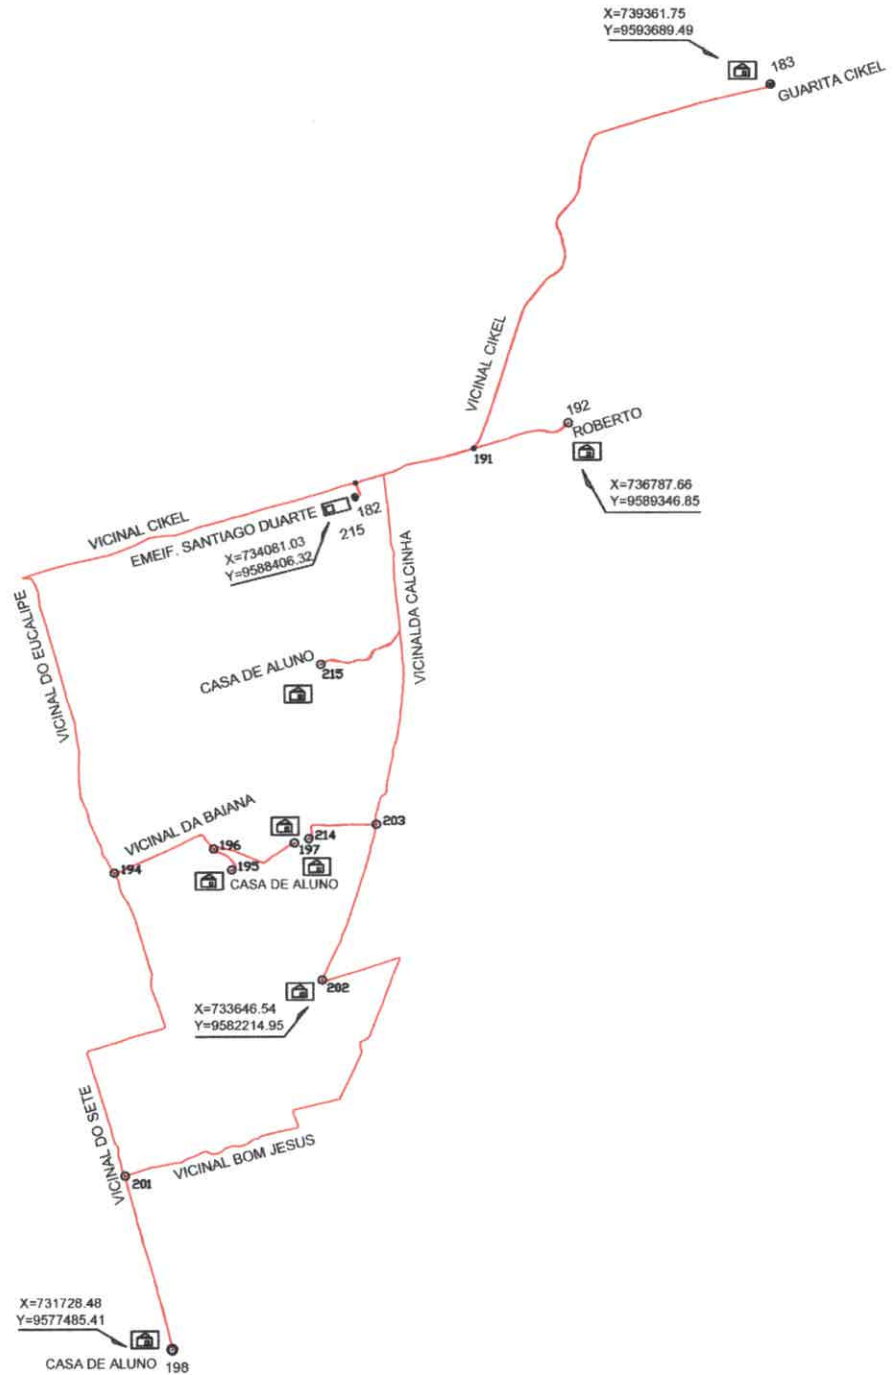 X=739361.75
Y=9593689.49
183
GUARITA CIKEL
VICINAL CIKEL
192
ROBERTO
191
X=736787.66
Y=9589346.85
VICINAL CIKEL
EMEIF. SANTIAGO DUARTE
182
215
X=734081.03
Y=9588406.32
VICINALDA CALCINHA
VICINAL DO EUCALIPE
CASA DE ALUNO
215
VICINAL DA BAIANA
203
214
197
196
195
194
CASA DE ALUNO
202
X=733646.54
Y=9582214.95
VICINAL DO SETE
VICINAL BOM JESUS
201
X=731728.48
Y=9577485.41
CASA DE ALUNO
198